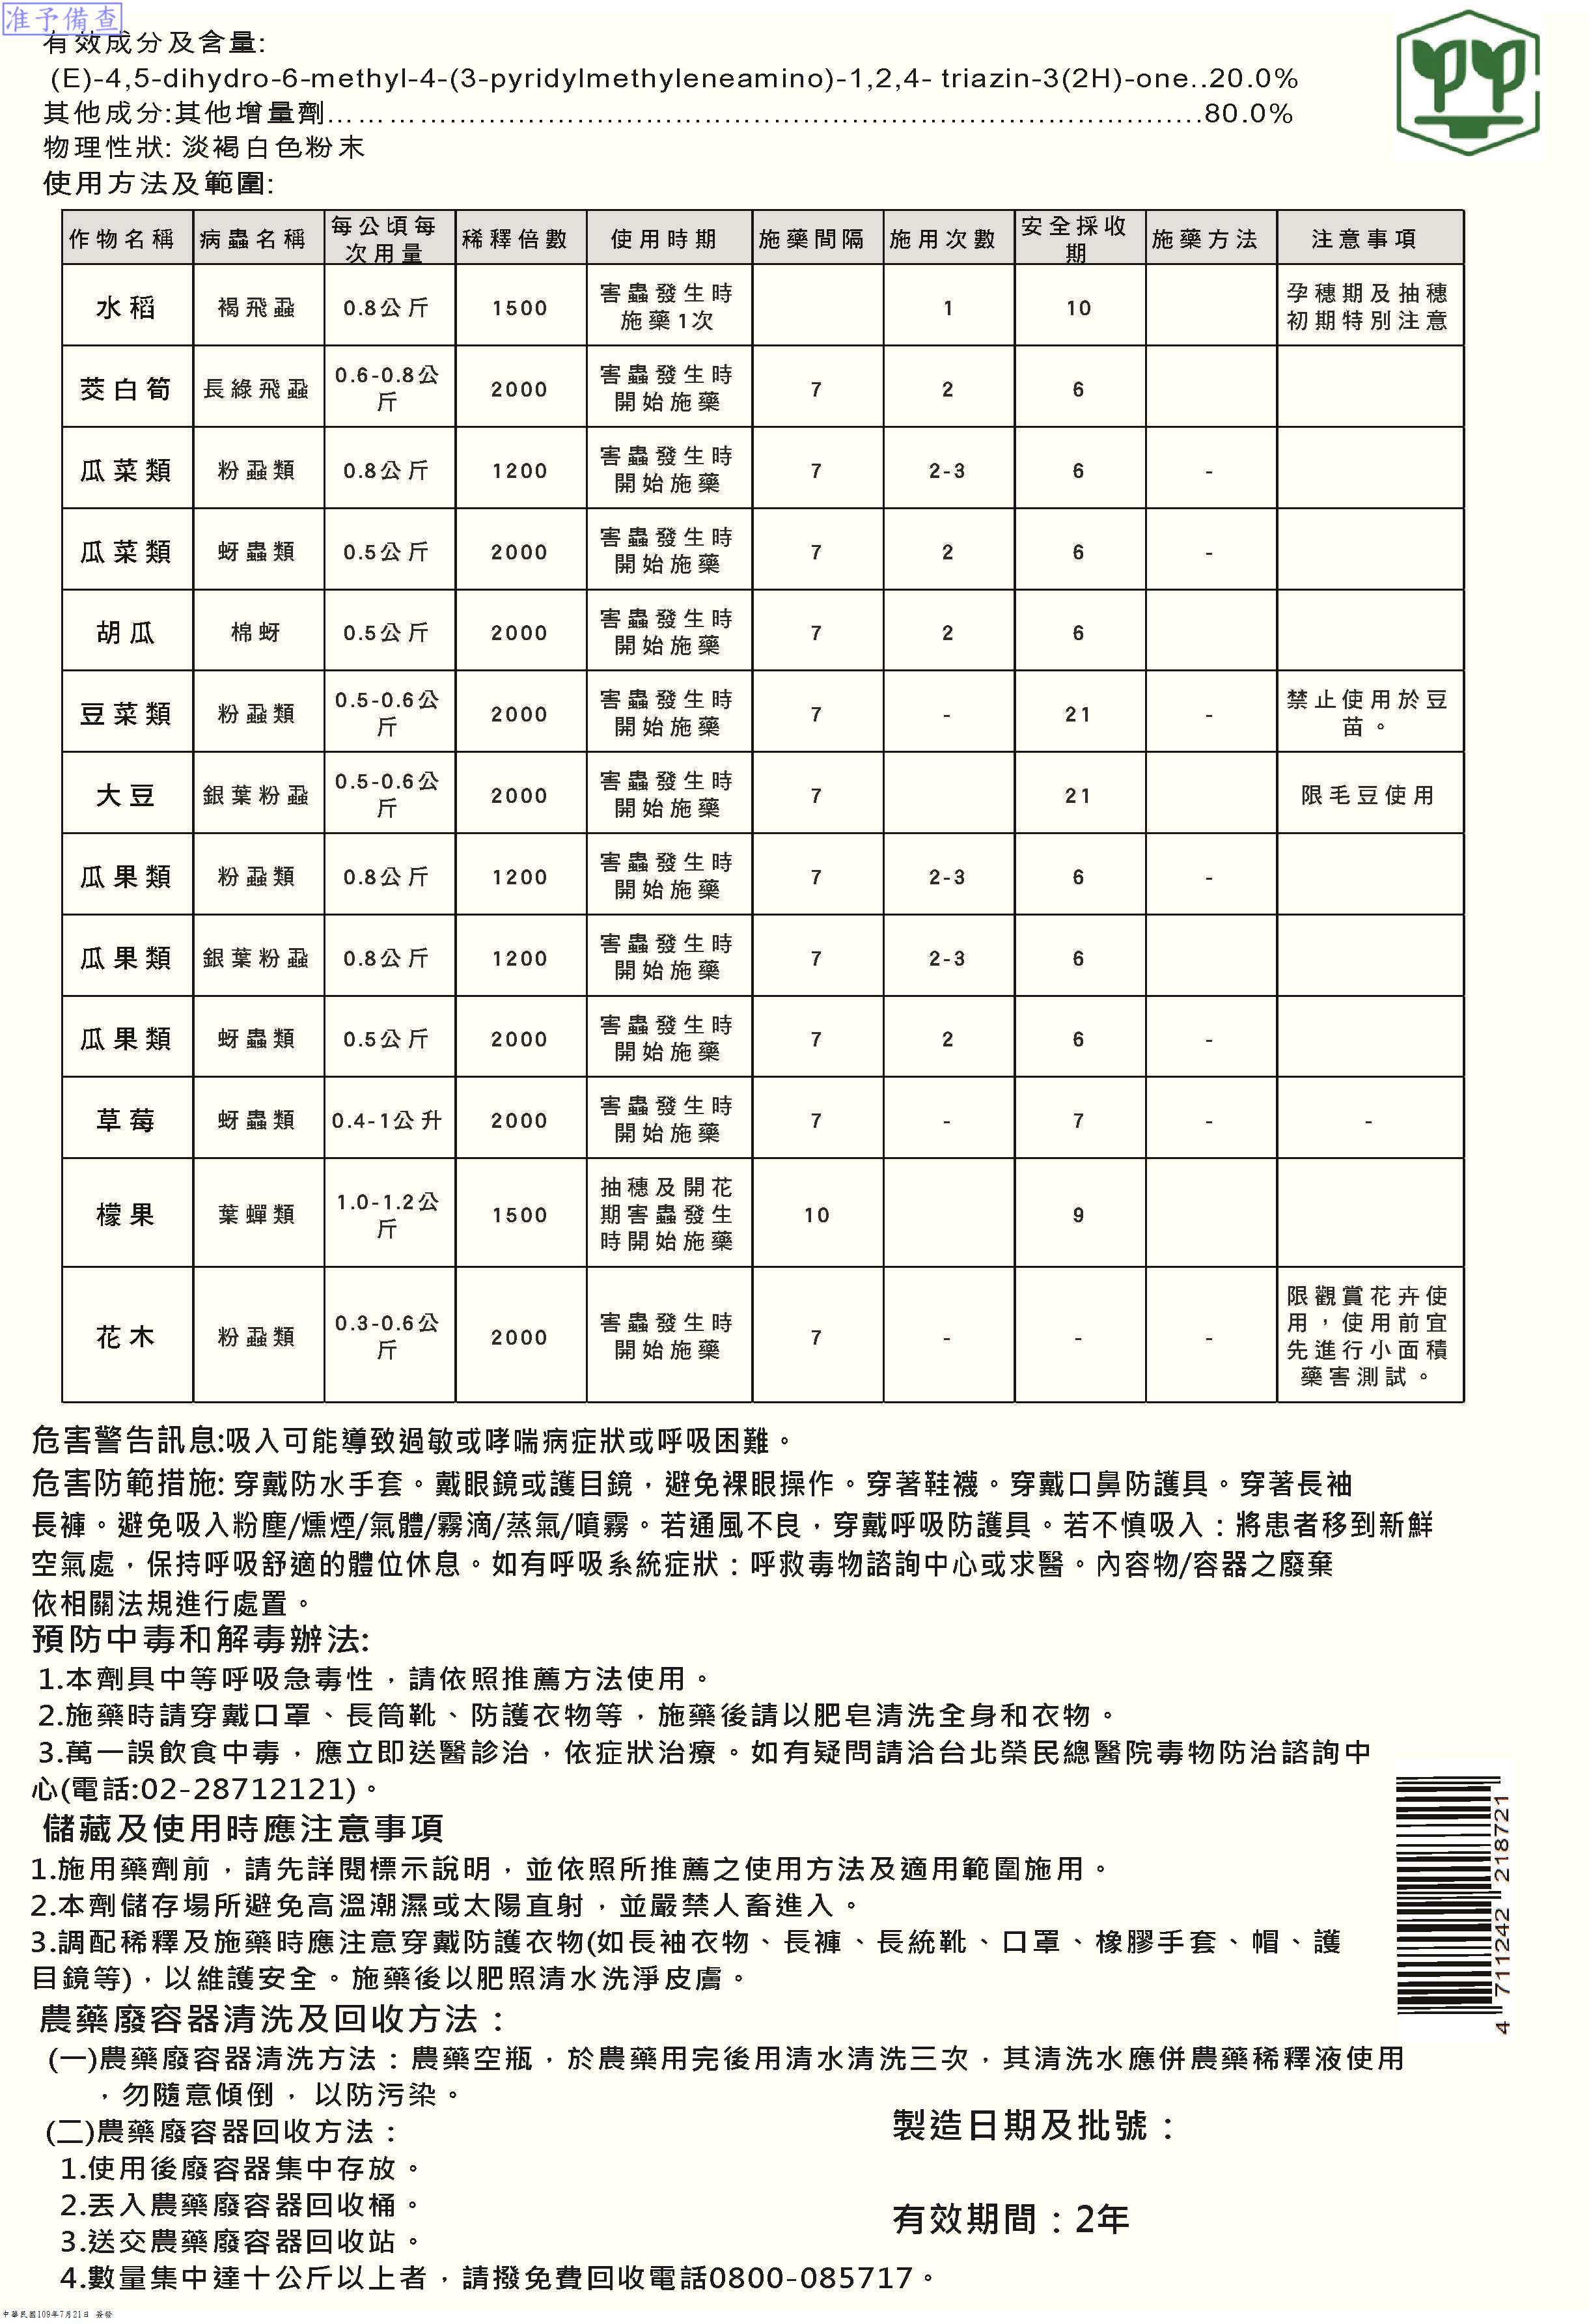 准予備查
有效成分及含量:
(E)-4,5-dihydro-6-methyl-4-(3-pyridylmethyleneamino)-1,2,4- triazin-3(2H)-one..20.0%
其他成分:其他增量劑..........................................................................................80.0%
物理性狀: 淡褐白色粉末
使用方法及範圍:
作物名稱 病蟲名稱 每公頃每次用量 稀釋倍數 使用時期 施藥間隔 施用次數 安全採收期 施藥方法 注意事項
水稻 褐飛蝨 0.8公斤 1500 害蟲發生時施藥1次 1 10 孕穗期及抽穗初期特別注意
茭白筍 長綠飛蝨 0.6-0.8公斤 2000 害蟲發生時開始施藥 7 2 6
瓜菜類 粉蝨類 0.8公斤 1200 害蟲發生時開始施藥 7 2-3 6 -
瓜菜類 蚜蟲類 0.5公斤 2000 害蟲發生時開始施藥 7 2 6 -
胡瓜 棉蚜 0.5公斤 2000 害蟲發生時開始施藥 7 2 6
豆菜類 粉蝨類 0.5-0.6公斤 2000 害蟲發生時開始施藥 7 - 21 - 禁止使用於豆苗。
大豆 銀葉粉蝨 0.5-0.6公斤 2000 害蟲發生時開始施藥 7 21 限毛豆使用
瓜果類 粉蝨類 0.8公斤 1200 害蟲發生時開始施藥 7 2-3 6 -
瓜果類 銀葉粉蝨 0.8公斤 1200 害蟲發生時開始施藥 7 2-3 6
瓜果類 蚜蟲類 0.5公斤 2000 害蟲發生時開始施藥 7 2 6 -
草莓 蚜蟲類 0.4-1公升 2000 害蟲發生時開始施藥 7 - 7 - -
檬果 葉蟬類 1.0-1.2公斤 1500 抽穗及開花期害蟲發生時開始施藥 10 9
花木 粉蝨類 0.3-0.6公斤 2000 害蟲發生時開始施藥 7 - - - 限觀賞花卉使用，使用前宜先進行小面積藥害測試。
危害警告訊息:吸入可能導致過敏或哮喘病症狀或呼吸困難。
危害防範措施: 穿戴防水手套。戴眼鏡或護目鏡，避免裸眼操作。穿著鞋襪。穿戴口鼻防護具。穿著長袖
長褲。避免吸入粉塵/燻煙/氣體/霧滴/蒸氣/噴霧。若通風不良，穿戴呼吸防護具。若不慎吸入：將患者移到新鮮
空氣處，保持呼吸舒適的體位休息。如有呼吸系統症狀：呼救毒物諮詢中心或求醫。內容物/容器之廢棄
依相關法規進行處置。
預防中毒和解毒辦法:
1.本劑具中等呼吸急毒性，請依照推薦方法使用。
2.施藥時請穿戴口罩、長筒靴、防護衣物等，施藥後請以肥皂清洗全身和衣物。
3.萬一誤飲食中毒，應立即送醫診治，依症狀治療。如有疑問請洽台北榮民總醫院毒物防治諮詢中
心(電話:02-28712121)。
儲藏及使用時應注意事項
1.施用藥劑前，請先詳閱標示說明，並依照所推薦之使用方法及適用範圍施用。
2.本劑儲存場所避免高溫潮濕或太陽直射，並嚴禁人畜進入。
3.調配稀釋及施藥時應注意穿戴防護衣物(如長袖衣物、長褲、長統靴、口罩、橡膠手套、帽、護
目鏡等)，以維護安全。施藥後以肥照清水洗淨皮膚。
4 711242 218721
農藥廢容器清洗及回收方法：
(一)農藥廢容器清洗方法：農藥空瓶，於農藥用完後用清水清洗三次，其清洗水應併農藥稀釋液使用
，勿隨意傾倒， 以防污染。
(二)農藥廢容器回收方法：
1.使用後廢容器集中存放。
2.丟入農藥廢容器回收桶。
3.送交農藥廢容器回收站。
4.數量集中達十公斤以上者，請撥免費回收電話0800-085717。
製造日期及批號：
有效期間：2年
中華民國109年7月21日 簽發